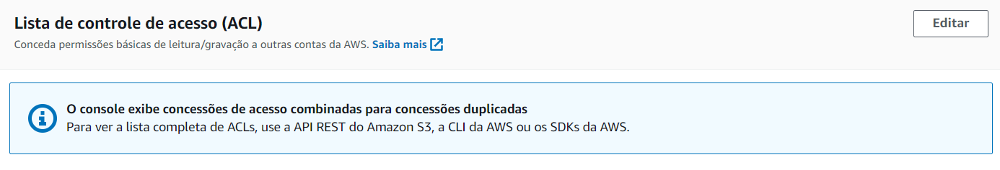 Lista de controle de acesso (ACL)
Editar
Conceda permissões básicas de leitura/gravação a outras contas da AWS. Saiba mais
O console exibe concessões de acesso combinadas para concessões duplicadas
Para ver a lista completa de ACLs, use a API REST do Amazon S3, a CLI da AWS ou os SDKs da AWS.